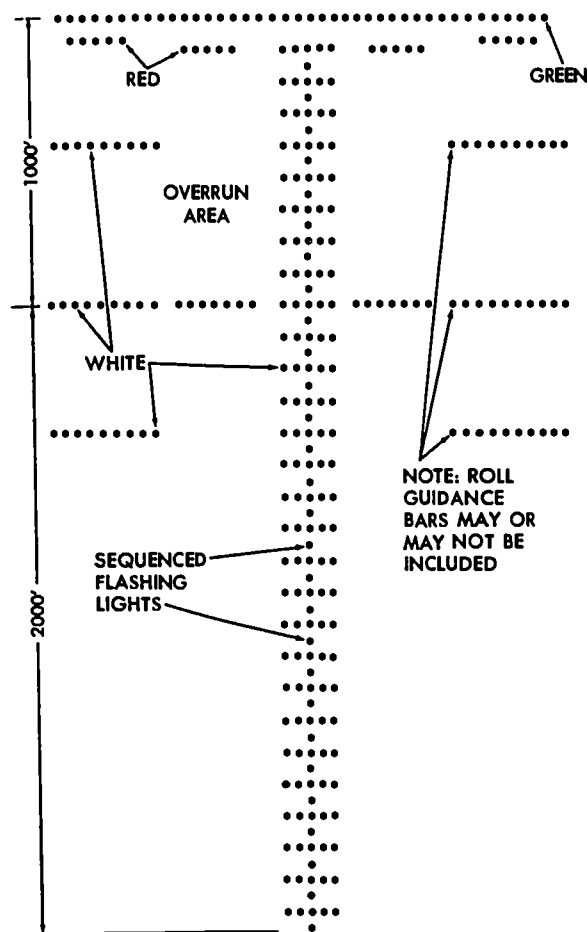 RED
GREEN
1000'
OVERRUN
AREA
WHITE
NOTE: ROLL
GUIDANCE
BARS MAY OR
MAY NOT BE
INCLUDED
SEQUENCED
FLASHING
LIGHTS
2000'